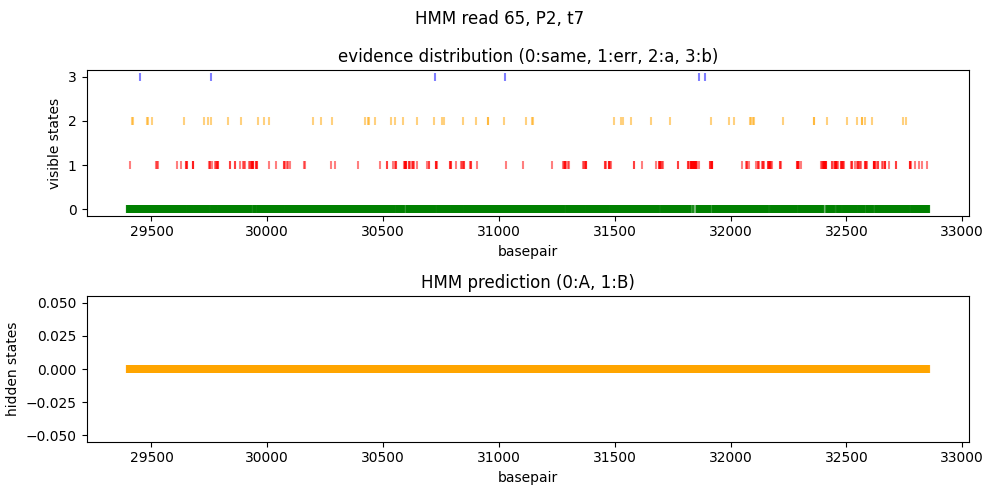 HMM read 65, P2, t7
evidence distribution (0:same, 1:err, 2:a, 3:b)
visible states
3
2
1
0
29500 30000 30500 31000 31500 32000 32500 33000
basepair
HMM prediction (0:A, 1:B)
hidden states
0.050
0.025
0.000
−0.025
−0.050
29500 30000 30500 31000 31500 32000 32500 33000
basepair